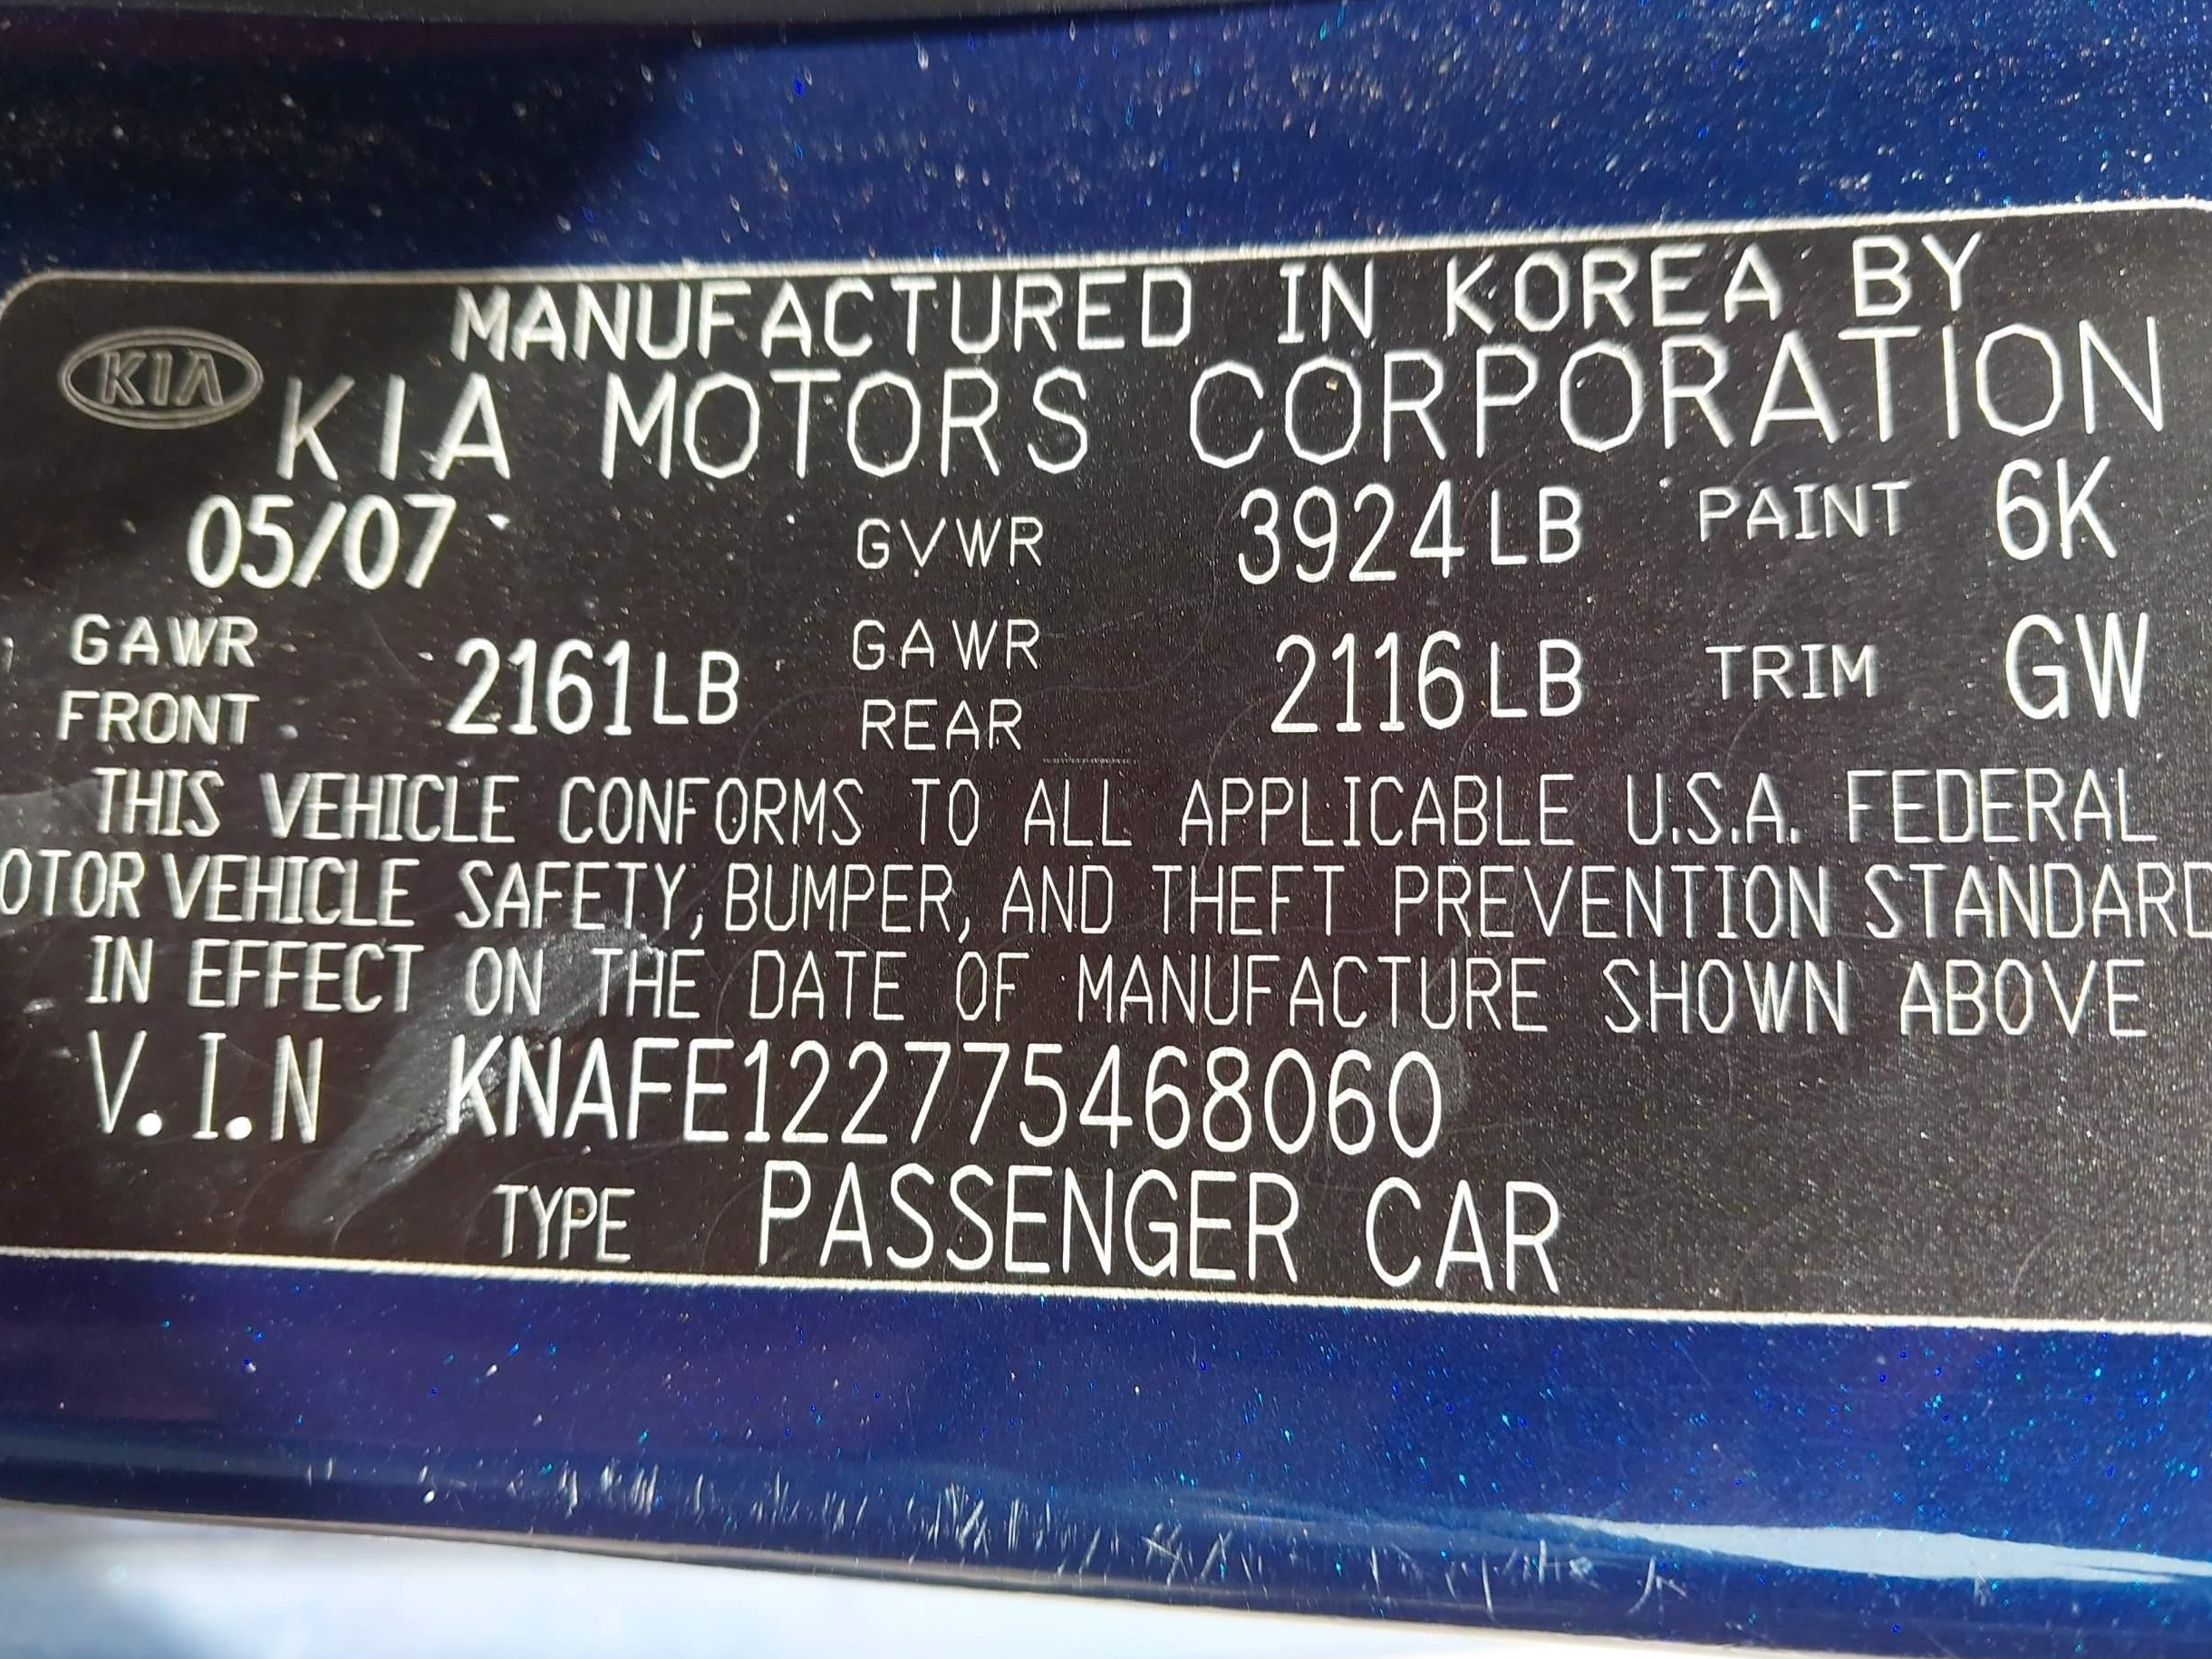 MANUFACTURED IN KOREA BY
KIA KIA MOTORS CORPORATION
05/07 GVWR 3924LB PAINT 6K
GAWR FRONT 2161LB GAWR REAR 2116LB TRIM GW
THIS VEHICLE CONFORMS TO ALL APPLICABLE U.S.A. FEDERAL
OTOR VEHICLE SAFETY, BUMPER, AND THEFT PREVENTION STANDARD
IN EFFECT ON THE DATE OF MANUFACTURE SHOWN ABOVE
V.I.N KNAFE122775468060
TYPE PASSENGER CAR